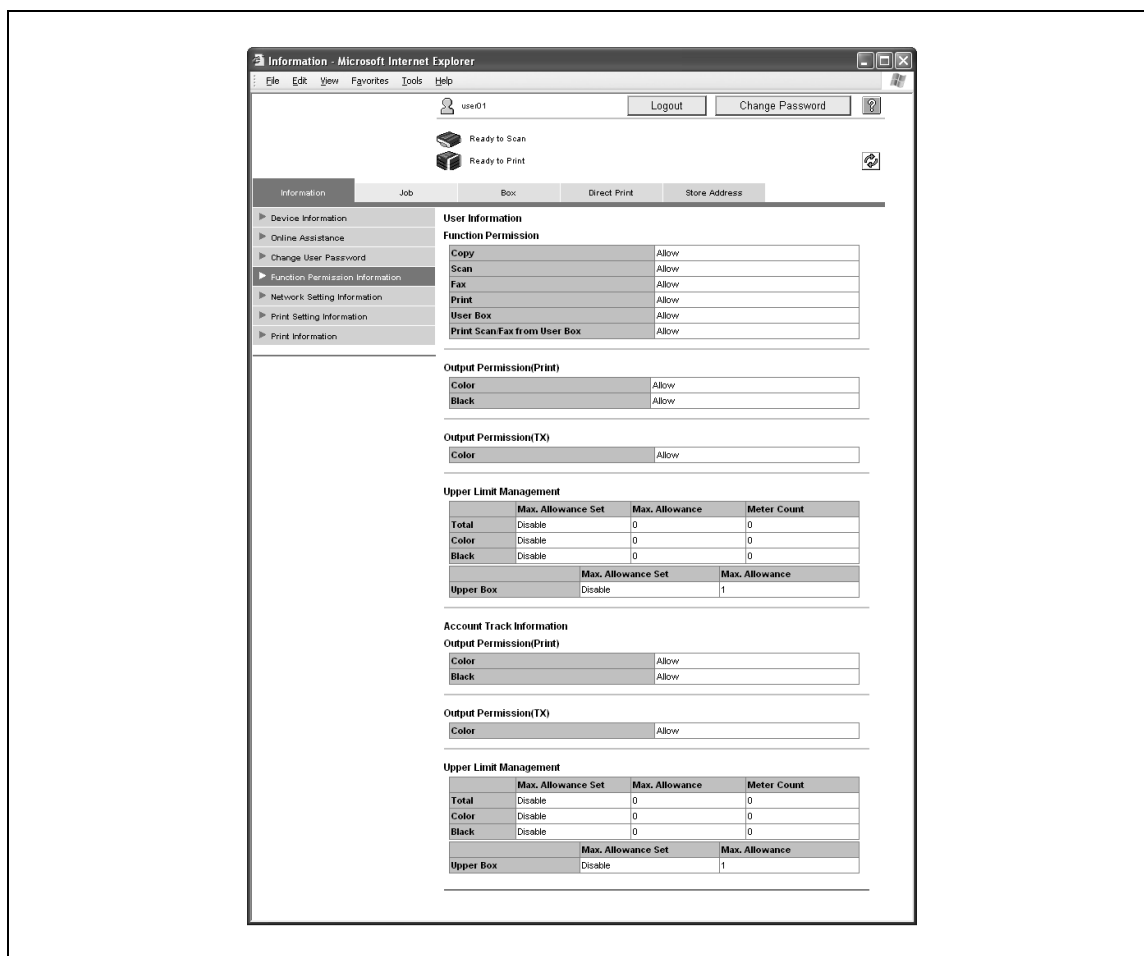 Information - Microsoft Internet Explorer
File Edit View Favorites Tools Help
user01 Logout Change Password ?
Ready to Scan
Ready to Print
Information Job Box Direct Print Store Address
Device Information
Online Assistance
Change User Password
Function Permission Information
Network Setting Information
Print Setting Information
Print Information
User Information
Function Permission
Copy Allow
Scan Allow
Fax Allow
Print Allow
User Box Allow
Print Scan/Fax from User Box Allow
Output Permission(Print)
Color Allow
Black Allow
Output Permission(TX)
Color Allow
Upper Limit Management
Max. Allowance Set Max. Allowance Meter Count
Total Disable 0 0
Color Disable 0 0
Black Disable 0 0
Max. Allowance Set Max. Allowance
Upper Box Disable 1
Account Track Information
Output Permission(Print)
Color Allow
Black Allow
Output Permission(TX)
Color Allow
Upper Limit Management
Max. Allowance Set Max. Allowance Meter Count
Total Disable 0 0
Color Disable 0 0
Black Disable 0 0
Max. Allowance Set Max. Allowance
Upper Box Disable 1